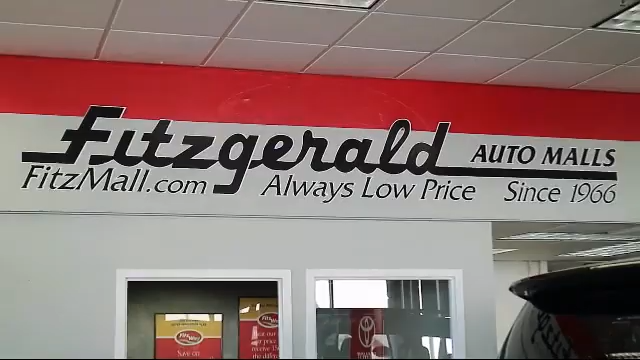 Fitzgerald AUTO MALLS
FitzMall.com Always Low Price Since 1966